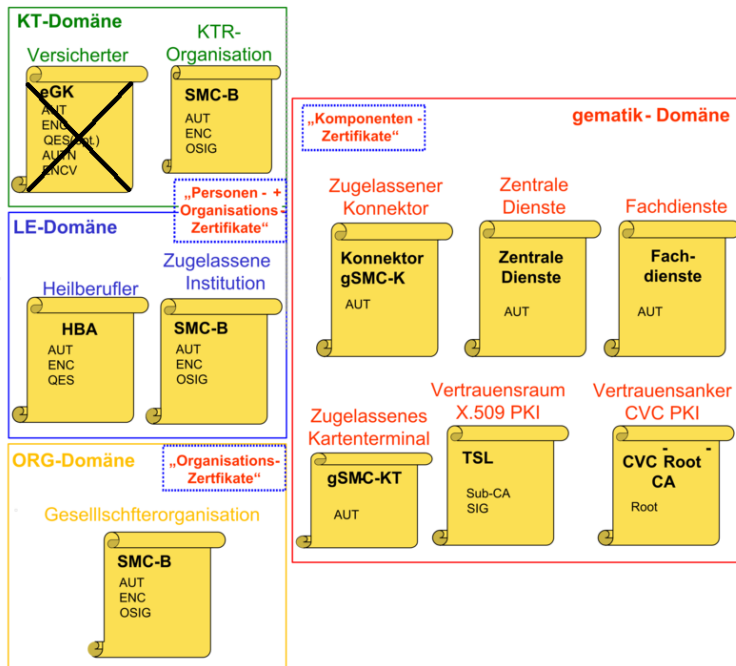 KT-Domäne
Versicherter
eGK
AUT
ENC
QES(opt.)
AUTN
ENCV
KTR-
Organisation
SMC-B
AUT
ENC
OSIG
„Personen - +
Organisations -
Zertifikate“
LE-Domäne
Heilberufler
HBA
AUT
ENC
QES
Zugelassene
Institution
SMC-B
AUT
ENC
OSIG
ORG-Domäne
„Organisations-
Zertfikate“
Geselllschfterorganisation
SMC-B
AUT
ENC
OSIG
„Komponenten -
Zertifikate“
gematik - Domäne
Zugelassener
Konnektor
Konnektor
gSMC-K
AUT
Zentrale
Dienste
Zentrale
Dienste
AUT
Fachdienste
Fach-
dienste
AUT
Zugelassenes
Kartenterminal
gSMC-KT
AUT
Vertrauensraum
X.509 PKI
TSL
Sub-CA
SIG
Vertrauensanker
CVC PKI
CVC - Root -
CA
Root